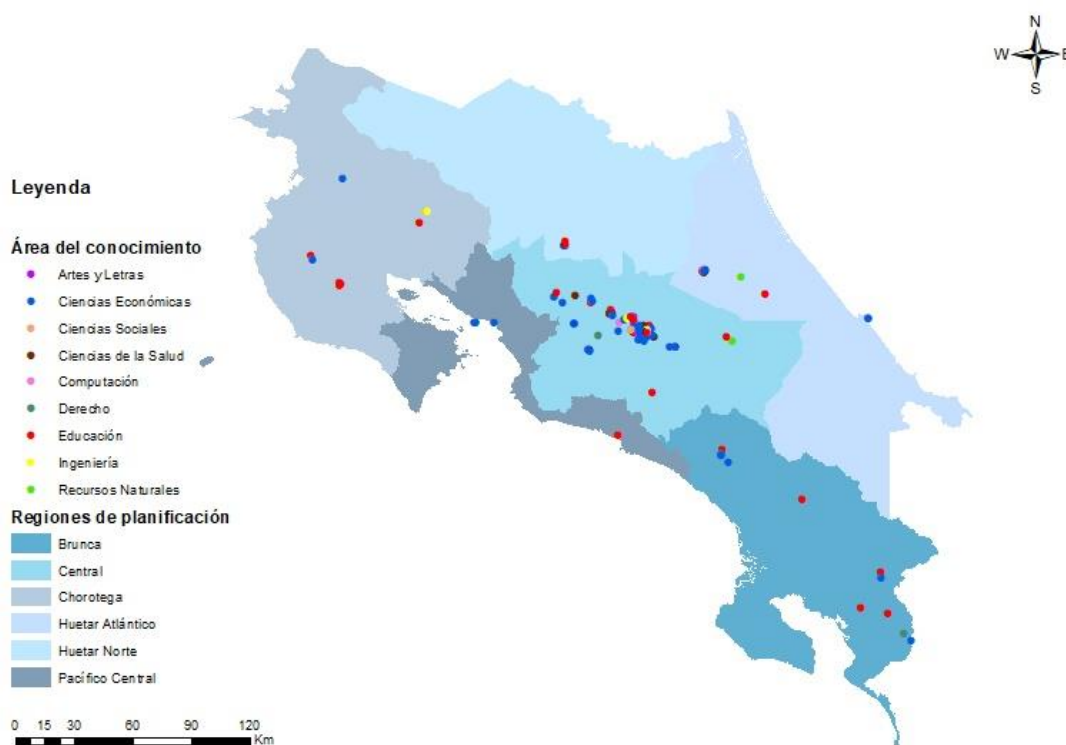 N
W E
S
Leyenda
Área del conocimiento
Artes y Letras
Ciencias Económicas
Ciencias Sociales
Ciencias de la Salud
Computación
Derecho
Educación
Ingeniería
Recursos Naturales
Regiones de planificación
Brunca
Central
Chorotega
Huetar Atlántico
Huetar Norte
Pacífico Central
0 15 30 60 90 120
Km